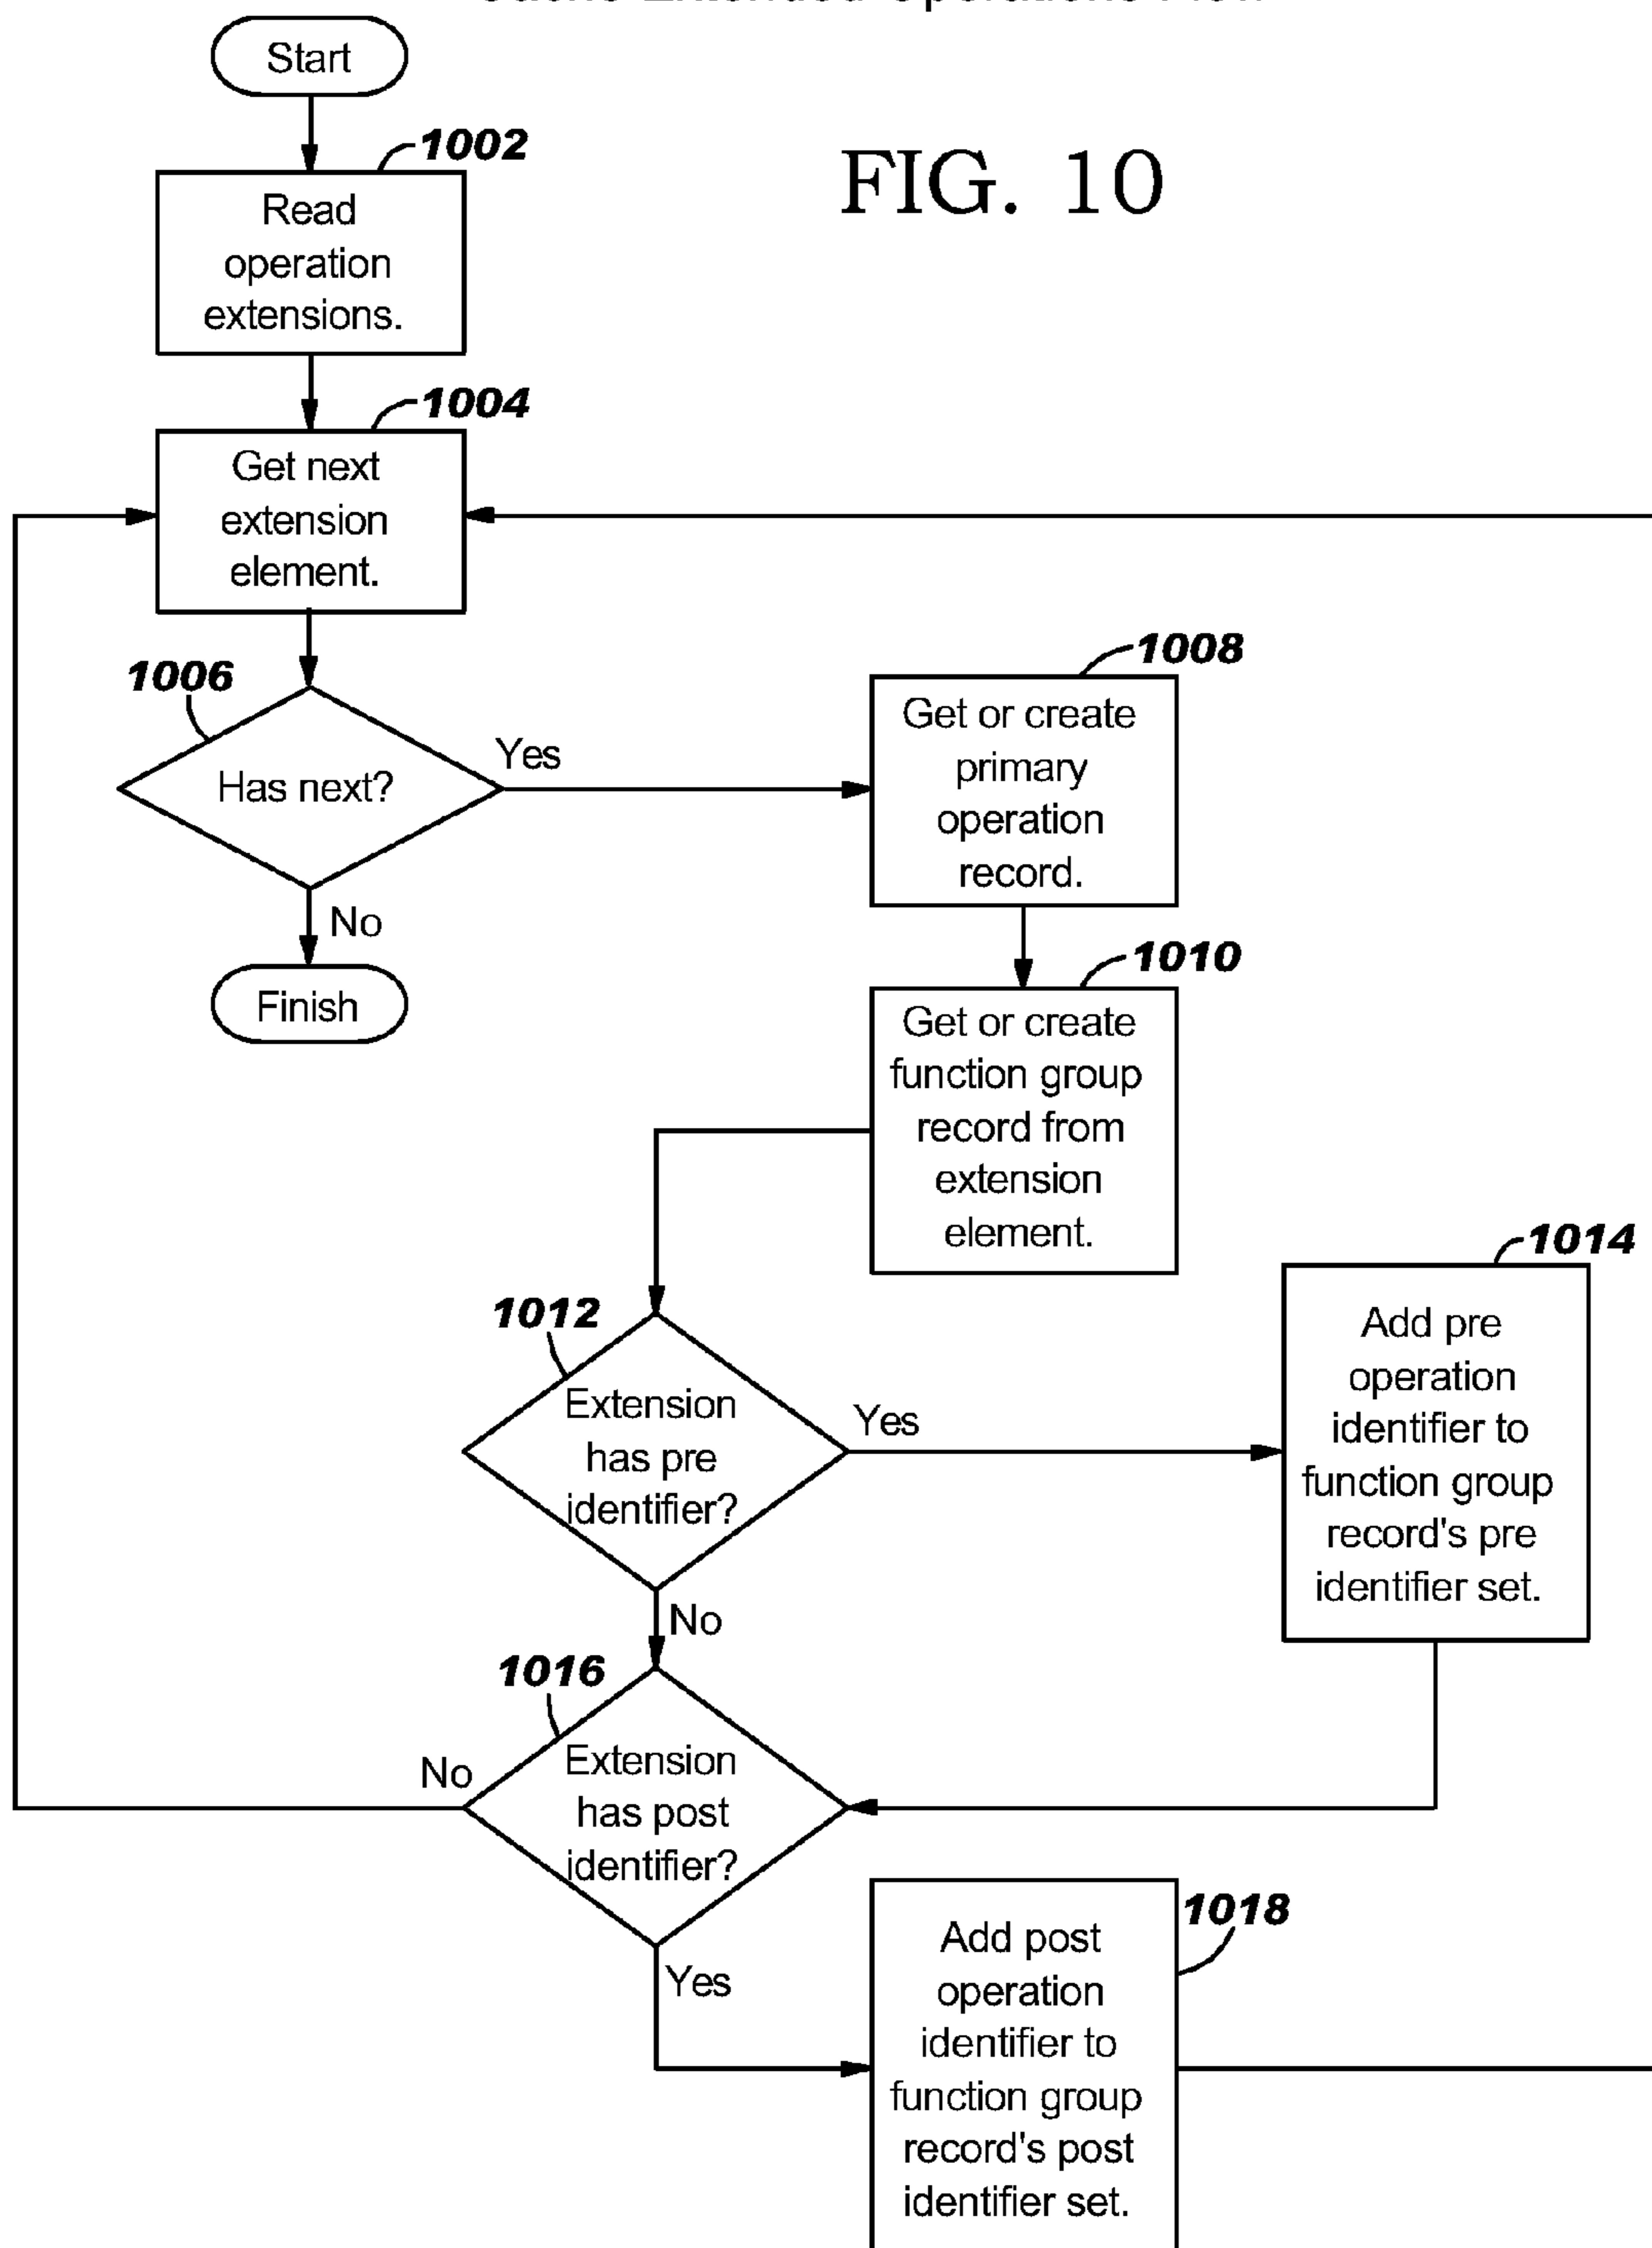 Start
1002
FIG. 10
Read
operation
extensions.
1004
Get next
extension
element.
1006
Has next?
Yes
No
Finish
1008
Get or create
primary
operation
record.
1010
Get or create
function group
record from
extension
element.
1012
Extension
has pre
identifier?
Yes
No
1014
Add pre
operation
identifier to
function group
record's pre
identifier set.
1016
Extension
has post
identifier?
No
Yes
1018
Add post
operation
identifier to
function group
record's post
identifier set.